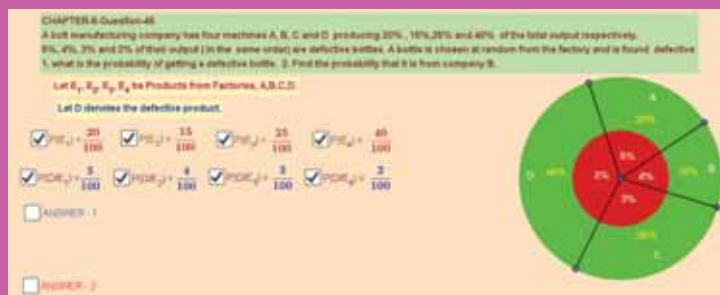 CHAPTER-8-Question-48
A bolt manufacturing company has four machines A, B, C and D producing 20%, 15%,25% and 40% of the total output respectively.
5%, 4%, 3% and 2% of their output ( in the same order) are defective bottles. A bottle is chosen at random from the factory and is found defective
1. what is the probability of getting a defective bottle. 2. Find the probability that it is from company B.
Let E₁, E₂, E₃, E₄ be Products from Factories, A,B,C,D.
Let D denotes the defective product.
P(E₁) = 20/100 P(E₂) = 15/100 P(E₃) = 25/100 P(E₄) = 40/100
P(D/E₁) = 5/100 P(D/E₂) = 4/100 P(D/E₃) = 3/100 P(D/E₄) = 2/100
ANSWER - 1
ANSWER - 2
A
20%
5%
D 40% 2% 4% 15% B
3%
25%
C